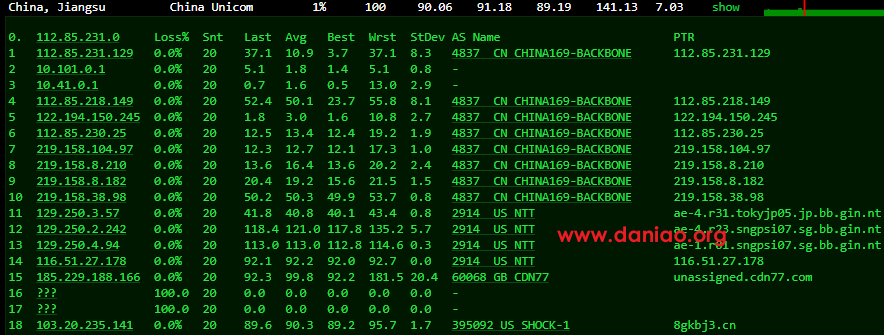 China, Jiangsu China Unicom 1% 100 90.06 91.18 89.19 141.13 7.03 show
0. 112.85.231.0 Loss% Snt Last Avg Best Wrst StDev AS Name PTR
1 112.85.231.129 0.0% 20 37.1 10.9 3.7 37.1 8.3 4837 CN CHINA169-BACKBONE 112.85.231.129
2 10.101.0.1 0.0% 20 5.1 1.8 1.4 5.1 0.8 -
3 10.41.0.1 0.0% 20 0.7 1.6 0.5 13.0 2.9 -
4 112.85.218.149 0.0% 20 52.4 50.1 23.7 55.8 8.1 4837 CN CHINA169-BACKBONE 112.85.218.149
5 122.194.150.245 0.0% 20 1.8 3.0 1.6 10.8 2.7 4837 CN CHINA169-BACKBONE 122.194.150.245
6 112.85.230.25 0.0% 20 12.5 13.4 12.4 19.2 1.9 4837 CN CHINA169-BACKBONE 112.85.230.25
7 219.158.104.97 0.0% 20 12.3 12.7 12.1 17.3 1.0 4837 CN CHINA169-BACKBONE 219.158.104.97
8 219.158.8.210 0.0% 20 13.6 16.4 13.6 20.2 2.4 4837 CN CHINA169-BACKBONE 219.158.8.210
9 219.158.8.182 0.0% 20 20.4 19.2 15.6 21.5 1.5 4837 CN CHINA169-BACKBONE 219.158.8.182
10 219.158.38.98 0.0% 20 50.2 50.3 49.9 53.7 0.8 4837 CN CHINA169-BACKBONE 219.158.38.98
11 129.250.3.57 0.0% 20 41.8 40.8 40.1 43.4 0.8 2914 US NTT ae-4.r31.tokyjp05.jp.bb.gin.nt
12 129.250.2.242 0.0% 20 118.4 121.0 117.8 135.2 5.7 2914 US NTT ae-4.r23.sngpsi07.sg.bb.gin.nt
www.daniao.org
13 129.250.4.94 0.0% 20 113.0 113.0 112.8 114.6 0.3 2914 US NTT ae-1.r01.sngpsi07.sg.bb.gin.nt
14 116.51.27.178 0.0% 20 92.1 92.2 92.0 92.7 0.0 2914 US NTT 116.51.27.178
15 185.229.188.166 0.0% 20 92.3 99.8 92.2 181.5 20.4 60068 GB CDN77 unassigned.cdn77.com
16 ??? 100.0 20 0.0 0.0 0.0 0.0 0.0 -
17 ??? 100.0 20 0.0 0.0 0.0 0.0 0.0 -
18 103.20.235.141 0.0% 20 89.6 90.3 89.2 95.7 1.7 395092 US SHOCK-1 8gkbj3.cn